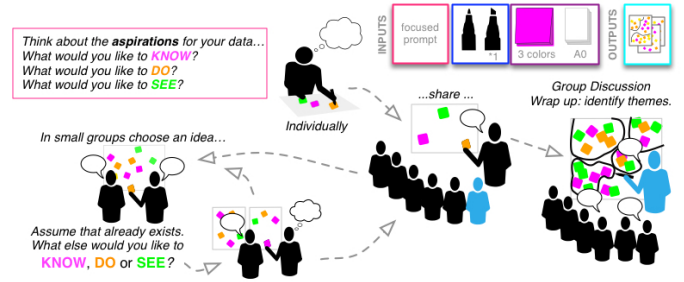 Think about the aspirations for your data…
What would you like to KNOW?
What would you like to DO?
What would you like to SEE?
INPUTS
focused
prompt
*1
3 colors
A0
OUTPUTS
Individually
...share ...
Group Discussion
Wrap up: identify themes.
In small groups choose an idea…
Assume that already exists.
What else would you like to
KNOW, DO or SEE?